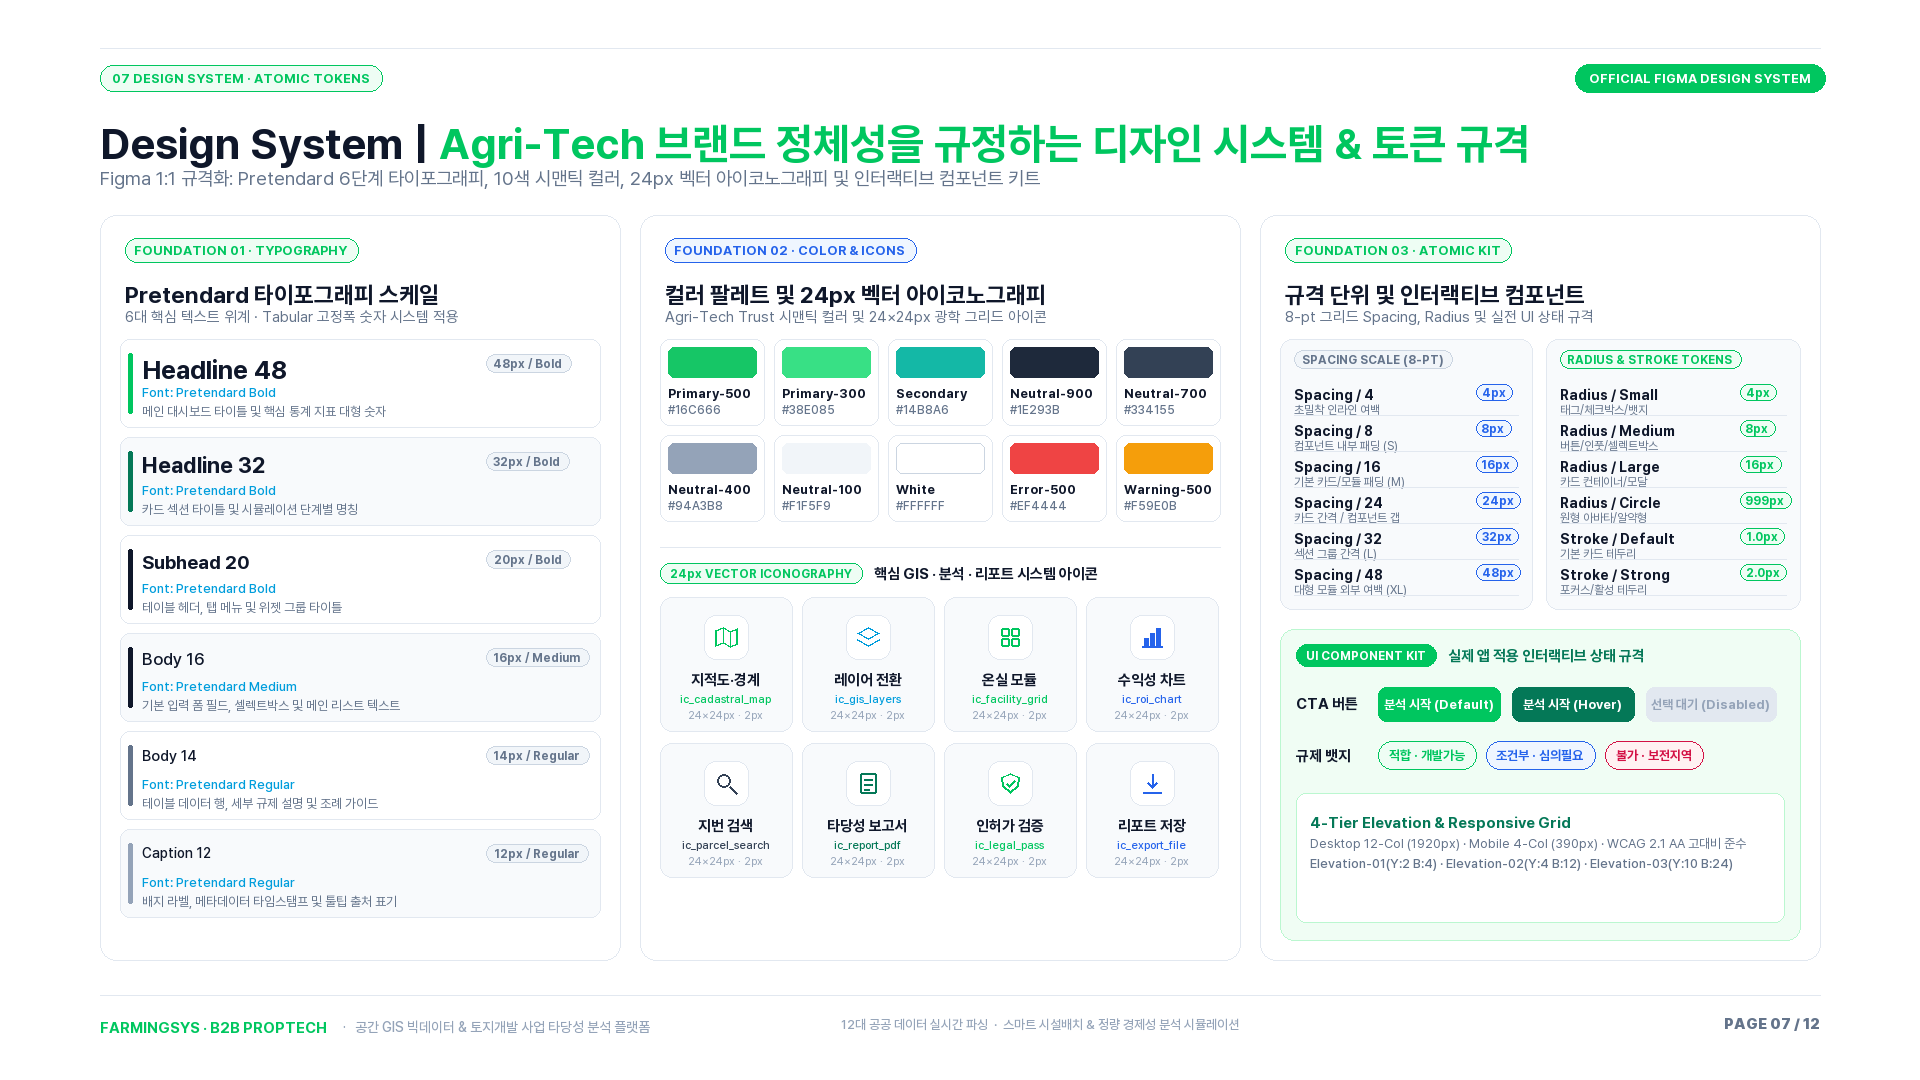 07 DESIGN SYSTEM · ATOMIC TOKENS
OFFICIAL FIGMA DESIGN SYSTEM
Design System | Agri-Tech 브랜드 정체성을 규정하는 디자인 시스템 & 토큰 규격
Figma 1:1 규격화: Pretendard 6단계 타이포그래피, 10색 시맨틱 컬러, 24px 벡터 아이코노그래피 및 인터랙티브 컴포넌트 키트
FOUNDATION 01 · TYPOGRAPHY
Pretendard 타이포그래피 스케일
6대 핵심 텍스트 위계 · Tabular 고정폭 숫자 시스템 적용
Headline 48
48px / Bold
Font: Pretendard Bold
메인 대시보드 타이틀 및 핵심 통계 지표 대형 숫자
Headline 32
32px / Bold
Font: Pretendard Bold
카드 섹션 타이틀 및 시뮬레이션 단계별 명칭
Subhead 20
20px / Bold
Font: Pretendard Bold
테이블 헤더, 탭 메뉴 및 위젯 그룹 타이틀
Body 16
16px / Medium
Font: Pretendard Medium
기본 입력 폼 필드, 셀렉트박스 및 메인 리스트 텍스트
Body 14
14px / Regular
Font: Pretendard Regular
테이블 데이터 행, 세부 규제 설명 및 조례 가이드
Caption 12
12px / Regular
Font: Pretendard Regular
배지 라벨, 메타데이터 타임스탬프 및 툴팁 출처 표기
FOUNDATION 02 · COLOR & ICONS
컬러 팔레트 및 24px 벡터 아이코노그래피
Agri-Tech Trust 시맨틱 컬러 및 24×24px 광학 그리드 아이콘
Primary-500
#16C666
Primary-300
#38E085
Secondary
#14B8A6
Neutral-900
#1E293B
Neutral-700
#334155
Neutral-400
#94A3B8
Neutral-100
#F1F5F9
White
#FFFFFF
Error-500
#EF4444
Warning-500
#F59E0B
24px VECTOR ICONOGRAPHY
핵심 GIS · 분석 · 리포트 시스템 아이콘
지적도·경계
ic_cadastral_map
24×24px · 2px
레이어 전환
ic_gis_layers
24×24px · 2px
온실 모듈
ic_facility_grid
24×24px · 2px
수익성 차트
ic_roi_chart
24×24px · 2px
지번 검색
ic_parcel_search
24×24px · 2px
타당성 보고서
ic_report_pdf
24×24px · 2px
인허가 검증
ic_legal_pass
24×24px · 2px
리포트 저장
ic_export_file
24×24px · 2px
FOUNDATION 03 · ATOMIC KIT
규격 단위 및 인터랙티브 컴포넌트
8-pt 그리드 Spacing, Radius 및 실전 UI 상태 규격
SPACING SCALE (8-PT)
Spacing / 4
4px
초밀착 인라인 여백
Spacing / 8
8px
컴포넌트 내부 패딩 (S)
Spacing / 16
16px
기본 카드/모듈 패딩 (M)
Spacing / 24
24px
카드 간격 / 컴포넌트 갭
Spacing / 32
32px
섹션 그룹 간격 (L)
Spacing / 48
48px
대형 모듈 외부 여백 (XL)
RADIUS & STROKE TOKENS
Radius / Small
4px
태그/체크박스/뱃지
Radius / Medium
8px
버튼/인풋/셀렉트박스
Radius / Large
16px
카드 컨테이너/모달
Radius / Circle
999px
원형 아바타/알약형
Stroke / Default
1.0px
기본 카드 테두리
Stroke / Strong
2.0px
포커스/활성 테두리
UI COMPONENT KIT
실제 앱 적용 인터랙티브 상태 규격
CTA 버튼
분석 시작 (Default)
분석 시작 (Hover)
선택 대기 (Disabled)
규제 뱃지
적합 · 개발가능
조건부 · 심의필요
불가 · 보전지역
4-Tier Elevation & Responsive Grid
Desktop 12-Col (1920px) · Mobile 4-Col (390px) · WCAG 2.1 AA 고대비 준수
Elevation-01(Y:2 B:4) · Elevation-02(Y:4 B:12) · Elevation-03(Y:10 B:24)
FARMINGSYS · B2B PROPTECH · 공간 GIS 빅데이터 & 토지개발 사업 타당성 분석 플랫폼
12대 공공 데이터 실시간 파싱 · 스마트 시설배치 & 정량 경제성 분석 시뮬레이션
PAGE 07 / 12